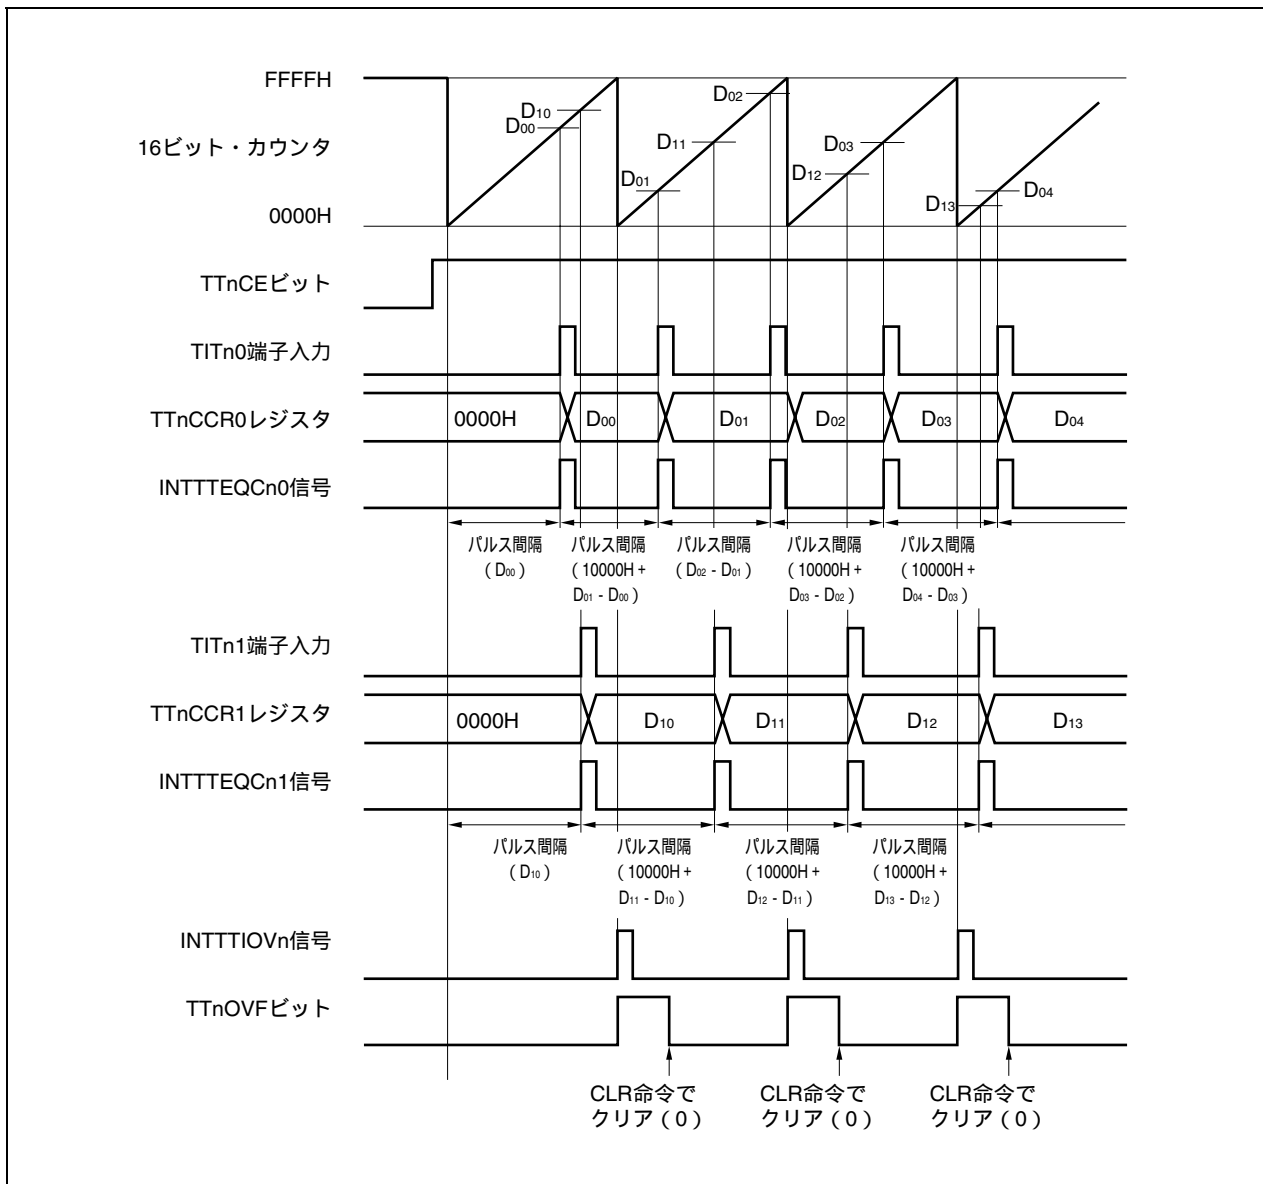 FFFFH
D10
D00
D02
16ビット・カウンタ
D11
D03
D12
D01
D13
D04
0000H
TTnCEビット
TITn0端子入力
TTnCCR0レジスタ
0000H
D00
D01
D02
D03
D04
INTTTEQCn0信号
パルス間隔
(D00)
パルス間隔
(10000H +
D01 - D00)
パルス間隔
(D02 - D01)
パルス間隔
(10000H +
D03 - D02)
パルス間隔
(10000H +
D04 - D03)
TITn1端子入力
TTnCCR1レジスタ
0000H
D10
D11
D12
D13
INTTTEQCn1信号
パルス間隔
(D10)
パルス間隔
(10000H +
D11 - D10)
パルス間隔
(10000H +
D12 - D11)
パルス間隔
(10000H +
D13 - D12)
INTTTIOVn信号
TTnOVFビット
CLR命令で
クリア(0)
CLR命令で
クリア(0)
CLR命令で
クリア(0)